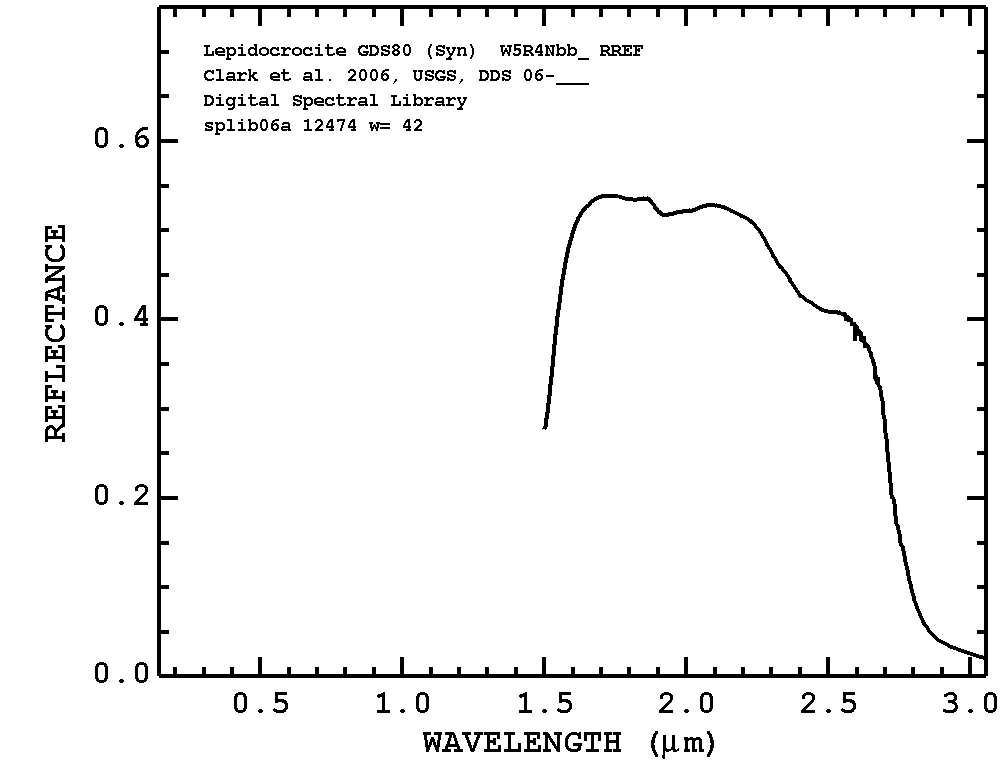 Lepidocrocite GDS80 (Syn) W5R4Nbb_ RREF
Clark et al. 2006, USGS, DDS 06-___
Digital Spectral Library
splib06a 12474 w= 42
0.6
0.4
0.2
0.0
REFLECTANCE
0.5 1.0 1.5 2.0 2.5 3.0
WAVELENGTH (μm)